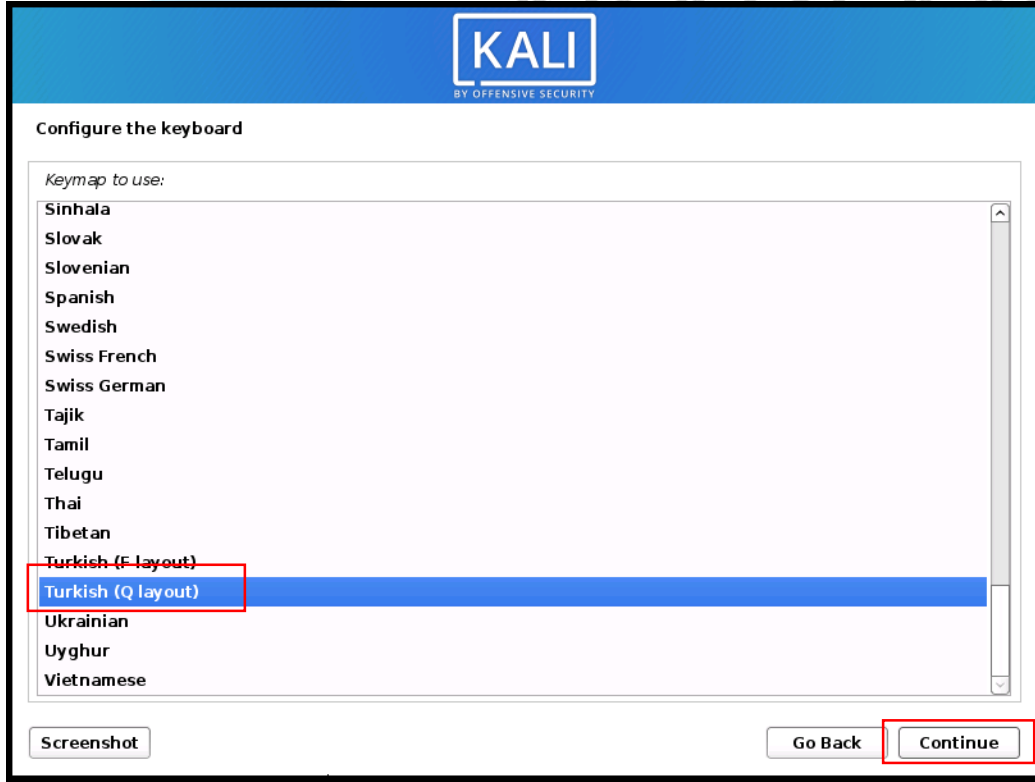 KALI
BY OFFENSIVE SECURITY
Configure the keyboard
Keymap to use:
Sinhala
Slovak
Slovenian
Spanish
Swedish
Swiss French
Swiss German
Tajik
Tamil
Telugu
Thai
Tibetan
Turkish (F layout)
Turkish (Q layout)
Ukrainian
Uyghur
Vietnamese
Screenshot
Go Back
Continue